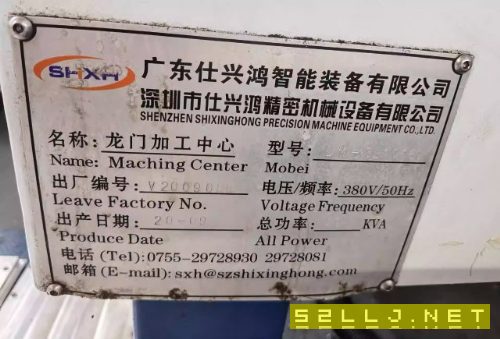 SHXH
广东仕兴鸿智能装备有限公司
深圳市仕兴鸿精密机械设备有限公司
SHENZHEN SHIXINGHONG PRECISION MACHINE EQUIPMENT CO.,LTD.
名称: 龙门加工中心 型号:
Name: Maching Center Mobei
出厂编号: 电压/频率: 380V/50Hz
Leave Factory No. Voltage Frequency
出产日期: 20-09 总功率: KVA
Produce Date All Power
电话 (Tel): 0755-29728930 29728081
邮箱 (E-mail): sxh@szshixinghong.com
52LLJ.NET